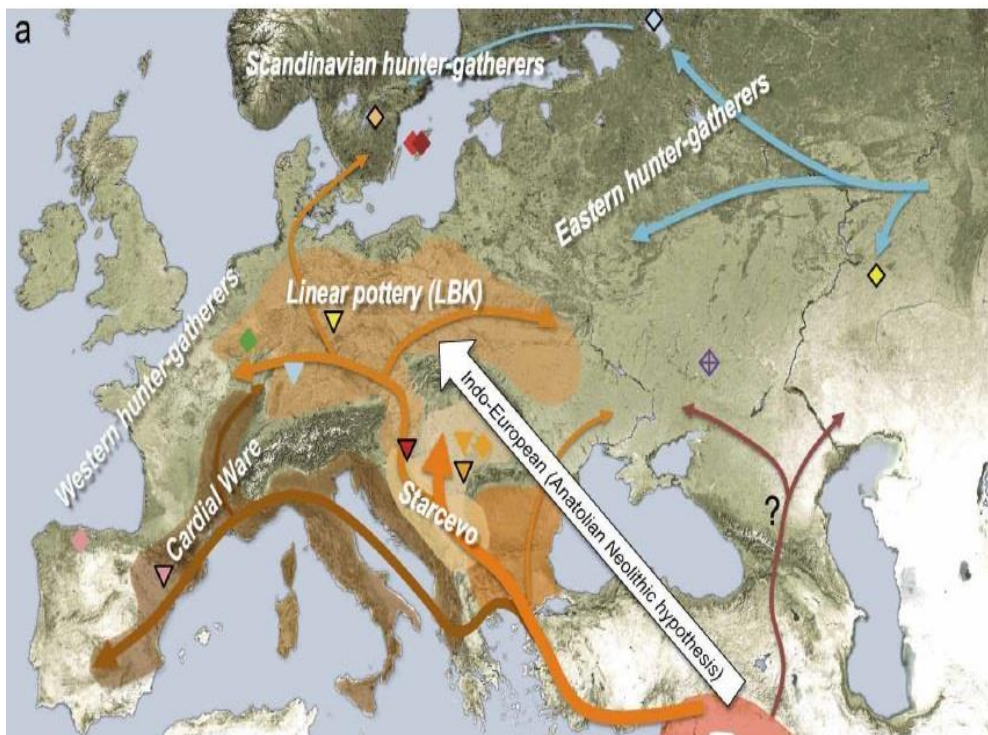 a
Scandinavian hunter-gatherers
Eastern hunter-gatherers
Linear pottery (LBK)
Western hunter-gatherers
Indo-European (Anatolian Neolithic hypothesis)
Starcevo
Cardial Ware
?